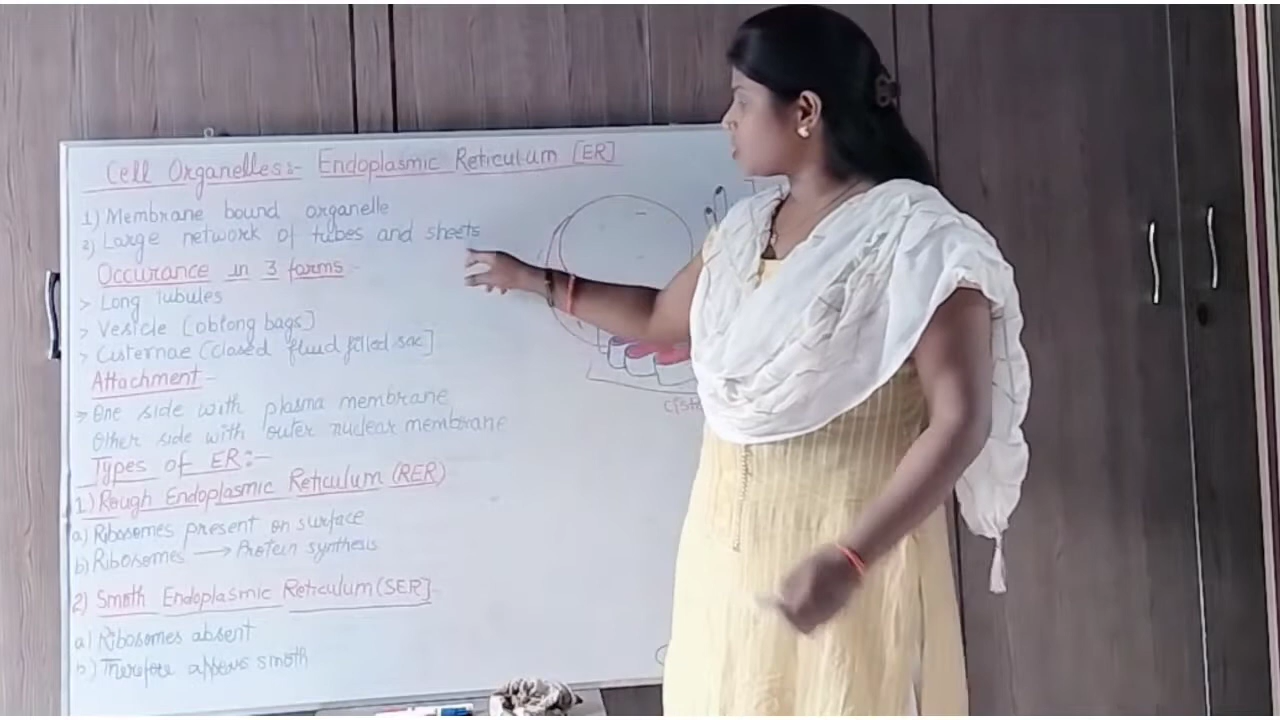 Cell Organelles:- Endoplasmic Reticulum [ER]
1) Membrane bound organelle
2) Large network of tubes and sheets
Occurance in 3 forms -
> Long tubules
> Vesicle [oblong bags]
> Cisternae [closed fluid filled sac]
Attachment -
> One side with plasma membrane
Other side with outer nuclear membrane
Types of ER:-
1) Rough Endoplasmic Reticulum (RER)
a) Ribosomes present on surface
b) Ribosomes → Protein synthesis
2) Smoth Endoplasmic Reticulum (SER]
a) Ribosomes absent
b) Therefore appears smoth